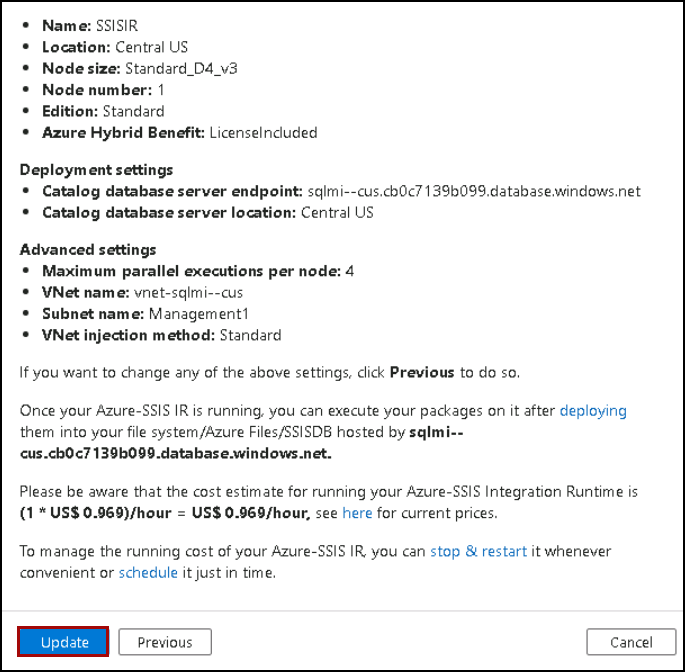 • Name: SSISIR
• Location: Central US
• Node size: Standard_D4_v3
• Node number: 1
• Edition: Standard
• Azure Hybrid Benefit: LicenseIncluded
Deployment settings
• Catalog database server endpoint: sqlmi--cus.cb0c7139b099.database.windows.net
• Catalog database server location: Central US
Advanced settings
• Maximum parallel executions per node: 4
• VNet name: vnet-sqlmi--cus
• Subnet name: Management1
• VNet injection method: Standard
If you want to change any of the above settings, click Previous to do so.
Once your Azure-SSIS IR is running, you can execute your packages on it after deploying
them into your file system/Azure Files/SSISDB hosted by sqlmi--
cus.cb0c7139b099.database.windows.net.
Please be aware that the cost estimate for running your Azure-SSIS Integration Runtime is
(1 * US$ 0.969)/hour = US$ 0.969/hour, see here for current prices.
To manage the running cost of your Azure-SSIS IR, you can stop & restart it whenever
convenient or schedule it just in time.
Update Previous Cancel